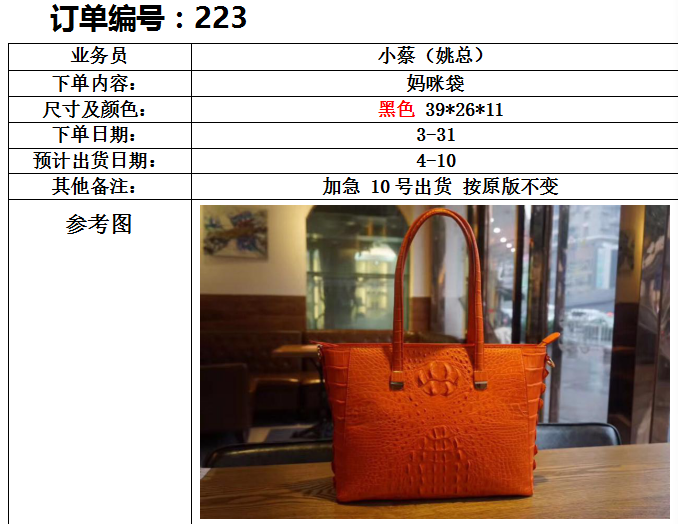 订单编号：223
业务员 小蔡（姚总）
下单内容： 妈咪袋
尺寸及颜色： 黑色 39*26*11
下单日期： 3-31
预计出货日期： 4-10
其他备注： 加急 10号出货 按原版不变
参考图